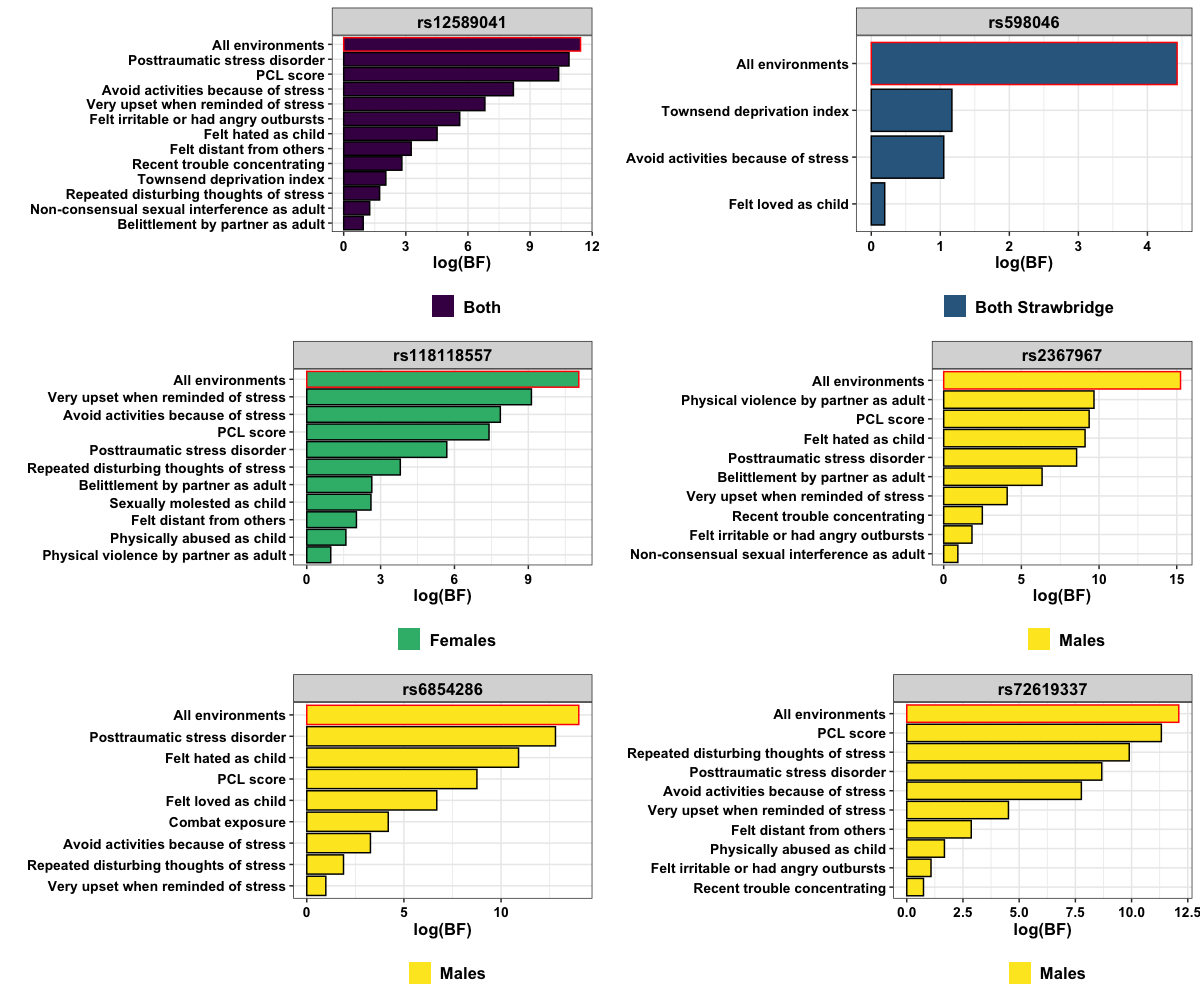 rs12589041
All environments
Posttraumatic stress disorder
PCL score
Avoid activities because of stress
Very upset when reminded of stress
Felt irritable or had angry outbursts
Felt hated as child
Felt distant from others
Recent trouble concentrating
Townsend deprivation index
Repeated disturbing thoughts of stress
Non-consensual sexual interference as adult
Belittlement by partner as adult
0 3 6 9 12
log(BF)
Both
rs598046
All environments
Townsend deprivation index
Avoid activities because of stress
Felt loved as child
0 1 2 3 4
log(BF)
Both Strawbridge
rs118118557
All environments
Very upset when reminded of stress
Avoid activities because of stress
PCL score
Posttraumatic stress disorder
Repeated disturbing thoughts of stress
Belittlement by partner as adult
Sexually molested as child
Felt distant from others
Physically abused as child
Physical violence by partner as adult
0 3 6 9
log(BF)
Females
rs2367967
All environments
Physical violence by partner as adult
PCL score
Felt hated as child
Posttraumatic stress disorder
Belittlement by partner as adult
Very upset when reminded of stress
Recent trouble concentrating
Felt irritable or had angry outbursts
Non-consensual sexual interference as adult
0 5 10 15
log(BF)
Males
rs6854286
All environments
Posttraumatic stress disorder
Felt hated as child
PCL score
Felt loved as child
Combat exposure
Avoid activities because of stress
Repeated disturbing thoughts of stress
Very upset when reminded of stress
0 5 10
log(BF)
Males
rs72619337
All environments
PCL score
Repeated disturbing thoughts of stress
Posttraumatic stress disorder
Avoid activities because of stress
Very upset when reminded of stress
Felt distant from others
Physically abused as child
Felt irritable or had angry outbursts
Recent trouble concentrating
0.0 2.5 5.0 7.5 10.0 12.5
log(BF)
Males